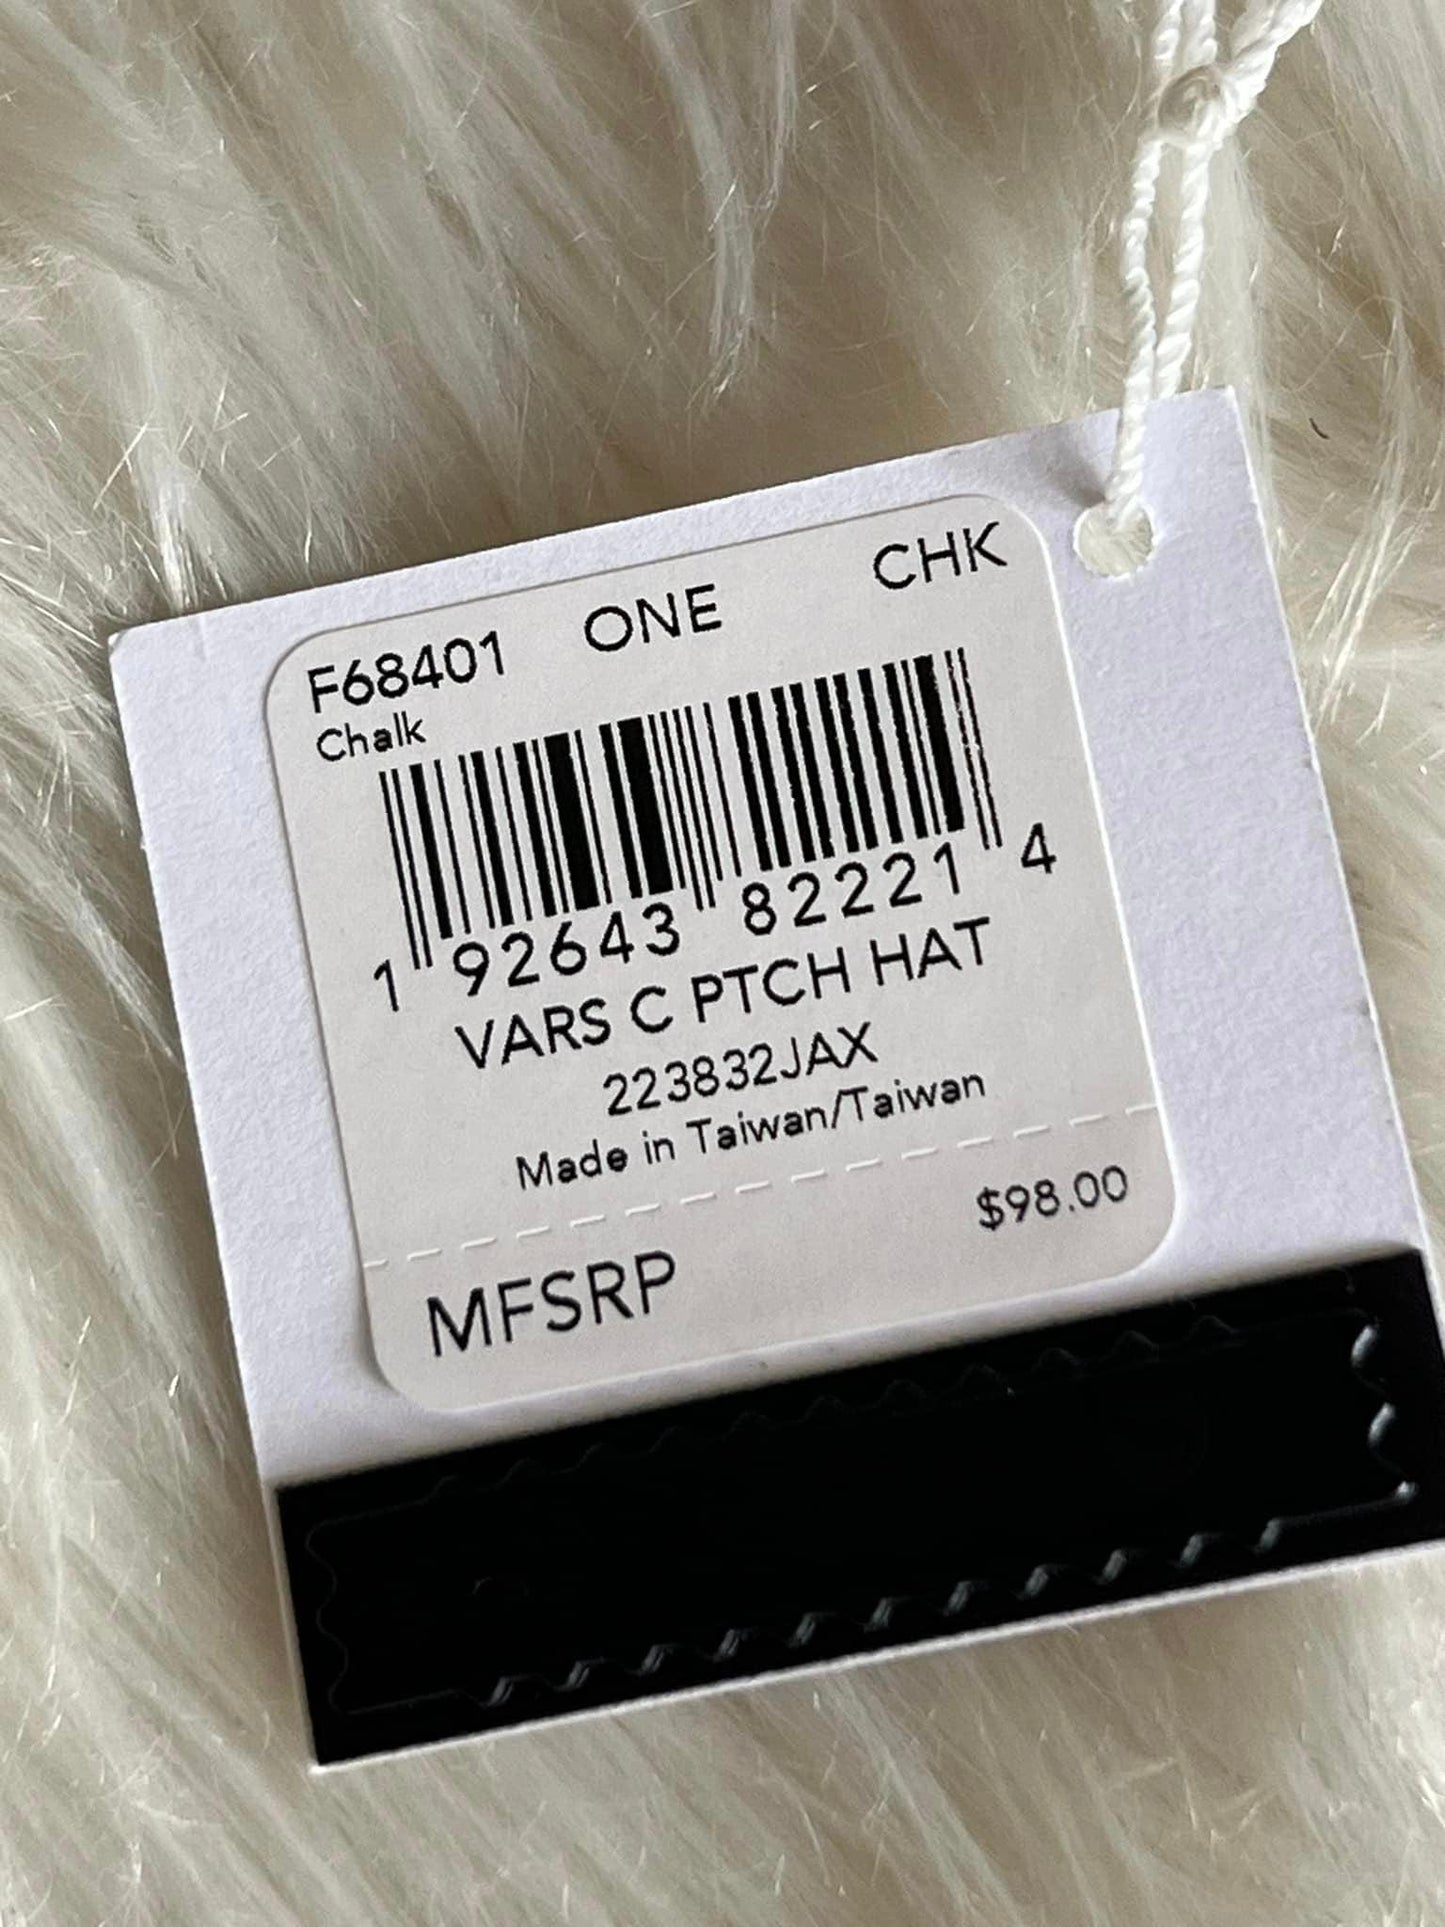 F68401 ONE CHK
Chalk
1 92643 82221 4
VARS C PTCH HAT
223832JAX
Made in Taiwan/Taiwan
$98.00
MFSRP